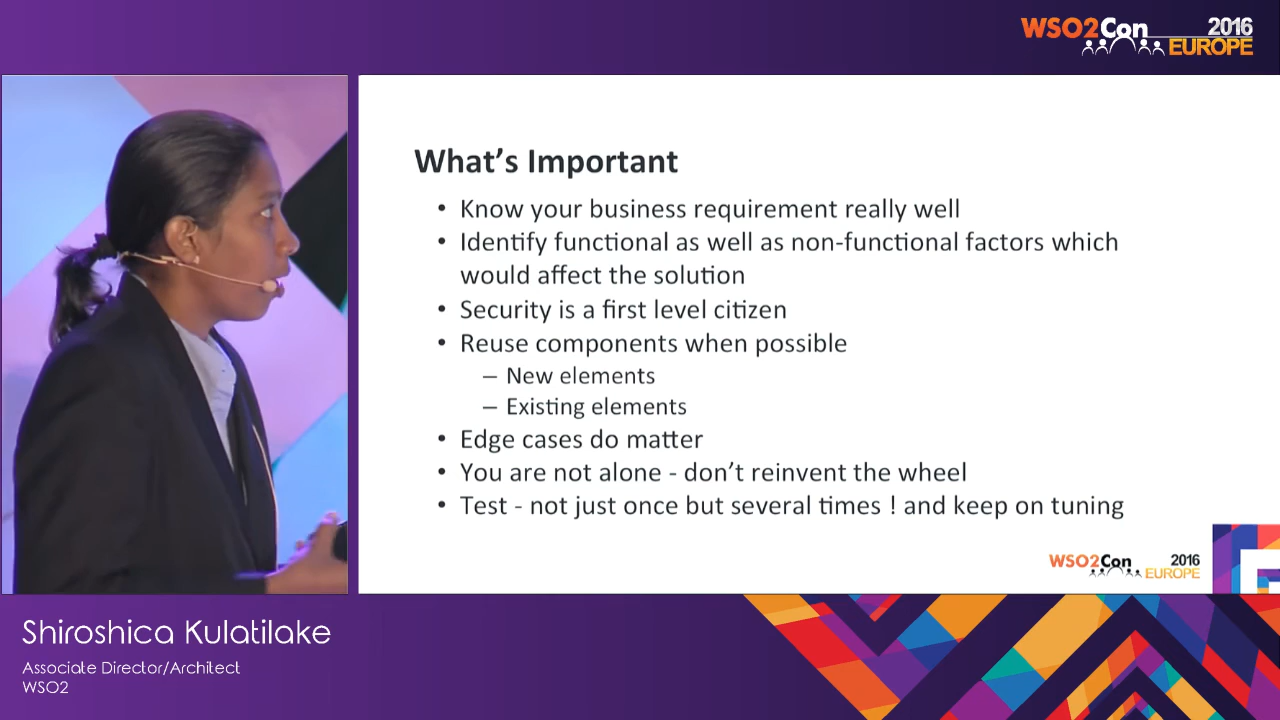 WSO2Con 2016
EUROPE
What's Important
• Know your business requirement really well
• Identify functional as well as non-functional factors which
would affect the solution
• Security is a first level citizen
• Reuse components when possible
– New elements
– Existing elements
• Edge cases do matter
• You are not alone - don't reinvent the wheel
• Test - not just once but several times ! and keep on tuning
WSO2Con 2016
EUROPE
Shiroshica Kulatilake
Associate Director/Architect
WSO2